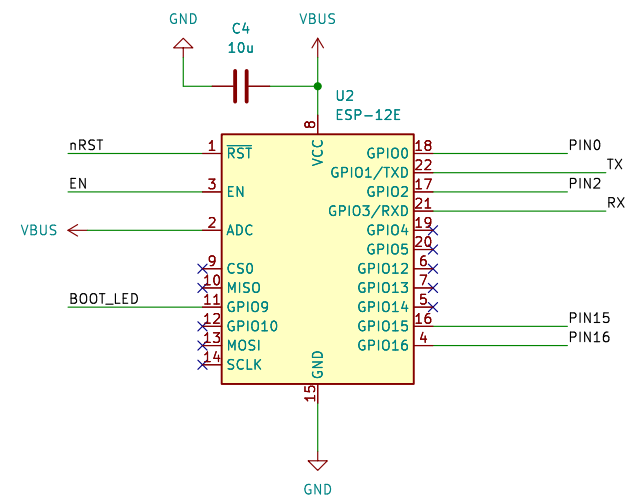 GND
VBUS
C4
10u
U2
ESP-12E
8
VCC
nRST 1 RST GPIO0 18 PIN0
GPIO1/TXD 22 TX
EN 3 EN GPIO2 17 PIN2
GPIO3/RXD 21 RX
VBUS 2 ADC GPIO4 19
GPIO5 20
9 CS0 GPIO12 6
10 MISO GPIO13 7
BOOT_LED 11 GPIO9 GPIO14 5
12 GPIO10 GPIO15 16 PIN15
13 MOSI GPIO16 4 PIN16
14 SCLK
GND
15
GND